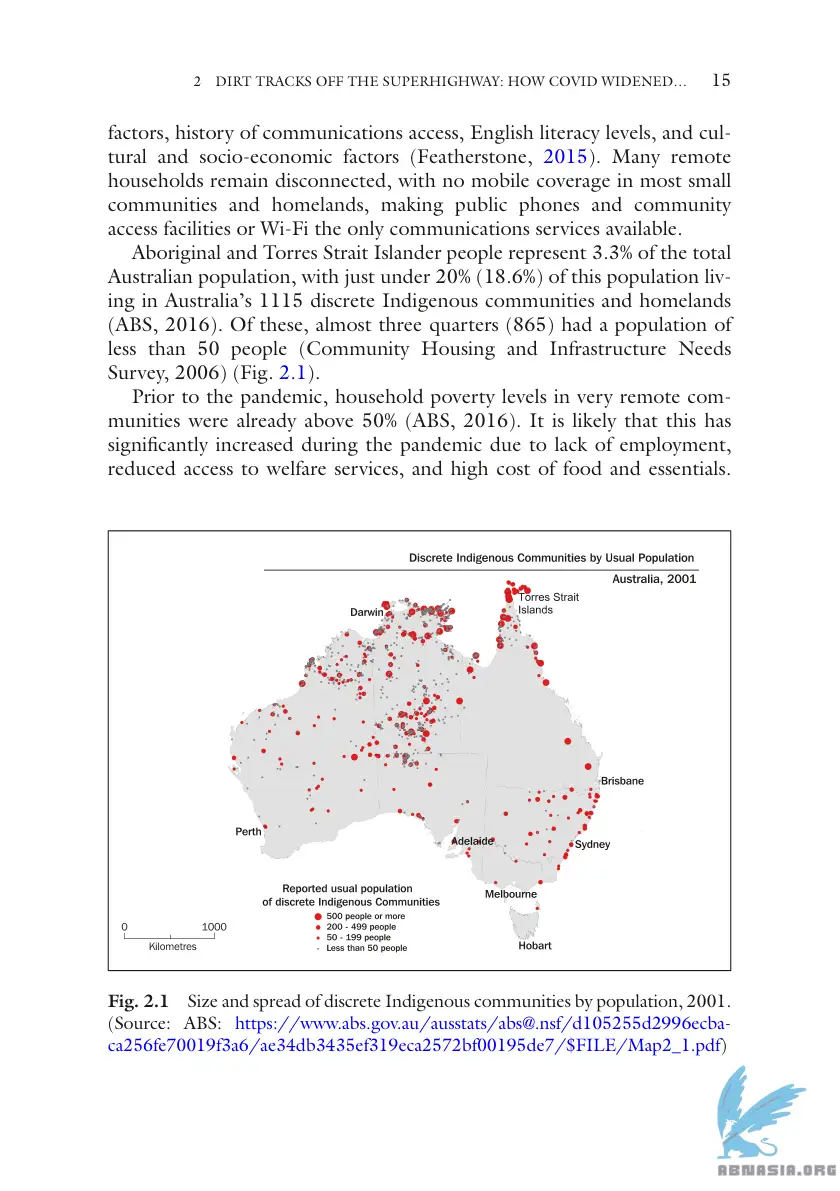 2 DIRT TRACKS OFF THE SUPERHIGHWAY: HOW COVID WIDENED… 15
factors, history of communications access, English literacy levels, and cul-
tural and socio-economic factors (Featherstone, 2015). Many remote
households remain disconnected, with no mobile coverage in most small
communities and homelands, making public phones and community
access facilities or Wi-Fi the only communications services available.
Aboriginal and Torres Strait Islander people represent 3.3% of the total
Australian population, with just under 20% (18.6%) of this population liv-
ing in Australia's 1115 discrete Indigenous communities and homelands
(ABS, 2016). Of these, almost three quarters (865) had a population of
less than 50 people (Community Housing and Infrastructure Needs
Survey, 2006) (Fig. 2.1).
Prior to the pandemic, household poverty levels in very remote com-
munities were already above 50% (ABS, 2016). It is likely that this has
significantly increased during the pandemic due to lack of employment,
reduced access to welfare services, and high cost of food and essentials.
Discrete Indigenous Communities by Usual Population
Australia, 2001
Torres Strait
Islands
Darwin
Brisbane
Perth
Adelaide
Sydney
Melbourne
Hobart
Reported usual population
of discrete Indigenous Communities
500 people or more
200 - 499 people
50 - 199 people
Less than 50 people
0 1000
Kilometres
Fig. 2.1 Size and spread of discrete Indigenous communities by population, 2001.
(Source: ABS: https://www.abs.gov.au/ausstats/abs@.nsf/d105255d2996ecba-
ca256fe70019f3a6/ae34db3435ef319eca2572bf00195de7/$FILE/Map2_1.pdf)
ABNASIA.ORG